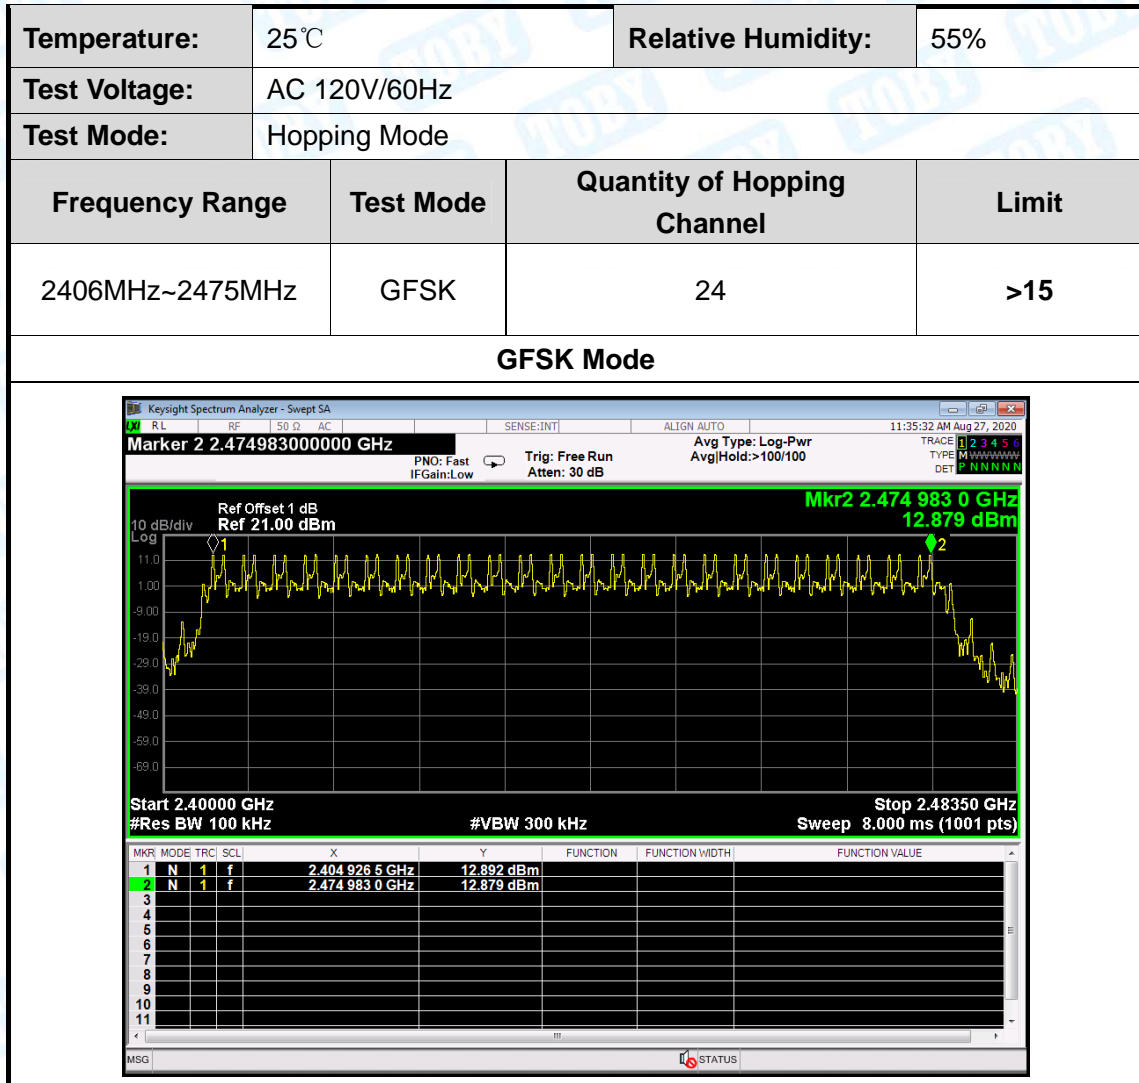 Temperature: 25℃ Relative Humidity: 55%
Test Voltage: AC 120V/60Hz
Test Mode: Hopping Mode
Frequency Range Test Mode Quantity of Hopping Channel Limit
2406MHz~2475MHz GFSK 24 >15
GFSK Mode
Keysight Spectrum Analyzer - Swept SA
LXI RL RF 50 Ω AC SENSE:INT ALIGN AUTO 11:35:32 AM Aug 27, 2020
Marker 2 2.474983000000 GHz
PNO: Fast
IFGain:Low
Trig: Free Run
Atten: 30 dB
Avg Type: Log-Pwr
Avg|Hold:>100/100
TRACE 1 2 3 4 5 6
TYPE M WWWWW
DET P N N N N N
Mkr2 2.474 983 0 GHz
12.879 dBm
Ref Offset 1 dB
10 dB/div Ref 21.00 dBm
Log
1
2
11.0
1.00
-9.00
-19.0
-29.0
-39.0
-49.0
-59.0
-69.0
Start 2.40000 GHz Stop 2.48350 GHz
#Res BW 100 kHz #VBW 300 kHz Sweep 8.000 ms (1001 pts)
MKR MODE TRC SCL X Y FUNCTION FUNCTION WIDTH FUNCTION VALUE
1 N 1 f 2.404 926 5 GHz 12.892 dBm
2 N 1 f 2.474 983 0 GHz 12.879 dBm
3
4
5
6
7
8
9
10
11
MSG STATUS
TOBY
TOBY
TOBY
TOBY